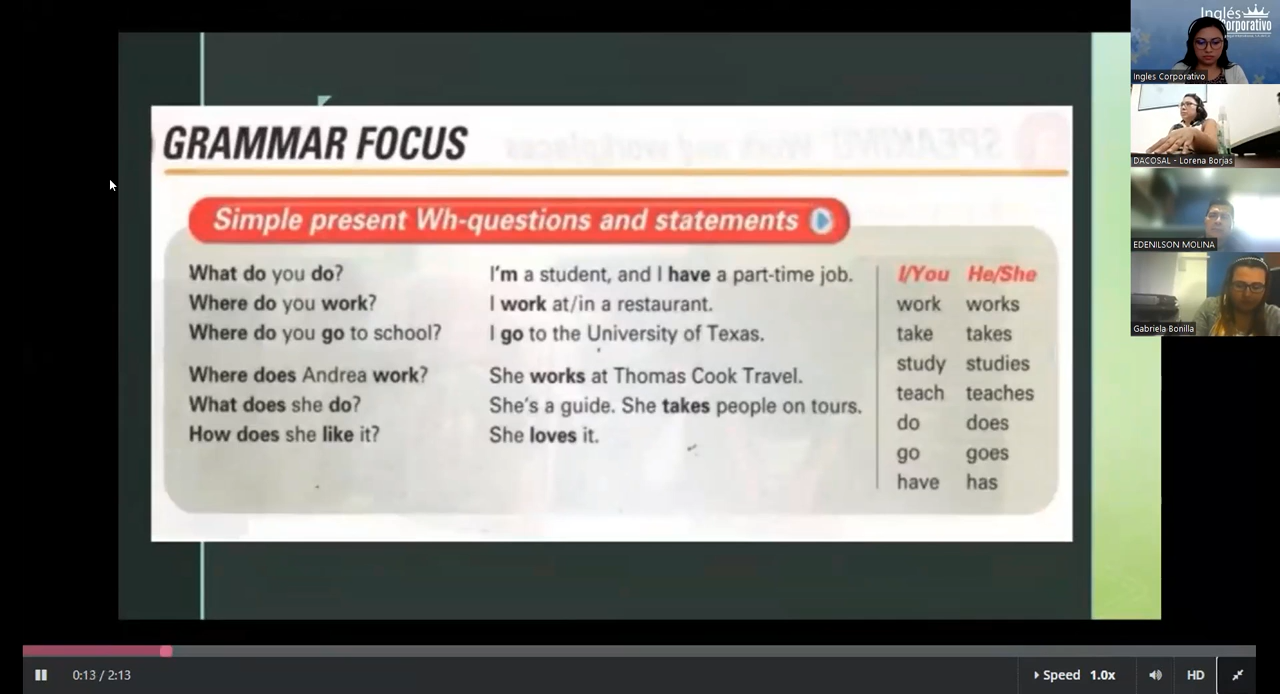 GRAMMAR FOCUS
Simple present Wh-questions and statements
What do you do?
Where do you work?
Where do you go to school?
Where does Andrea work?
What does she do?
How does she like it?
I'm a student, and I have a part-time job.
I work at/in a restaurant.
I go to the University of Texas.
She works at Thomas Cook Travel.
She's a guide. She takes people on tours.
She loves it.
I/You He/She
work works
take takes
study studies
teach teaches
do does
go goes
have has
Inglés
Corporativo
Ingles Corporativo
DACOSAL - Lorena Borjas
EDENILSON MOLINA
Gabriela Bonilla
0:13 / 2:13
Speed 1.0x
HD